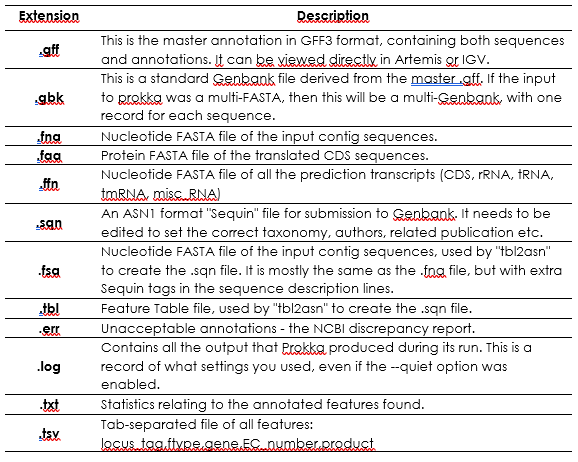 Extension Description
.gff This is the master annotation in GFF3 format, containing both sequences
and annotations. It can be viewed directly in Artemis or IGV.
.gbk This is a standard Genbank file derived from the master .gff. If the input
to prokka was a multi-FASTA, then this will be a multi-Genbank, with one
record for each sequence.
.fna Nucleotide FASTA file of the input contig sequences.
.faa Protein FASTA file of the translated CDS sequences.
.ffn Nucleotide FASTA file of all the prediction transcripts (CDS, rRNA, tRNA,
tmRNA, misc_RNA)
.sqn An ASN1 format "Sequin" file for submission to Genbank. It needs to be
edited to set the correct taxonomy, authors, related publication etc.
.fsa Nucleotide FASTA file of the input contig sequences, used by "tbl2asn"
to create the .sqn file. It is mostly the same as the .fna file, but with extra
Sequin tags in the sequence description lines.
.tbl Feature Table file, used by "tbl2asn" to create the .sqn file.
.err Unacceptable annotations - the NCBI discrepancy report.
.log Contains all the output that Prokka produced during its run. This is a
record of what settings you used, even if the --quiet option was
enabled.
.txt Statistics relating to the annotated features found.
.tsv Tab-separated file of all features:
locus_tag,ftype,gene,EC_number,product